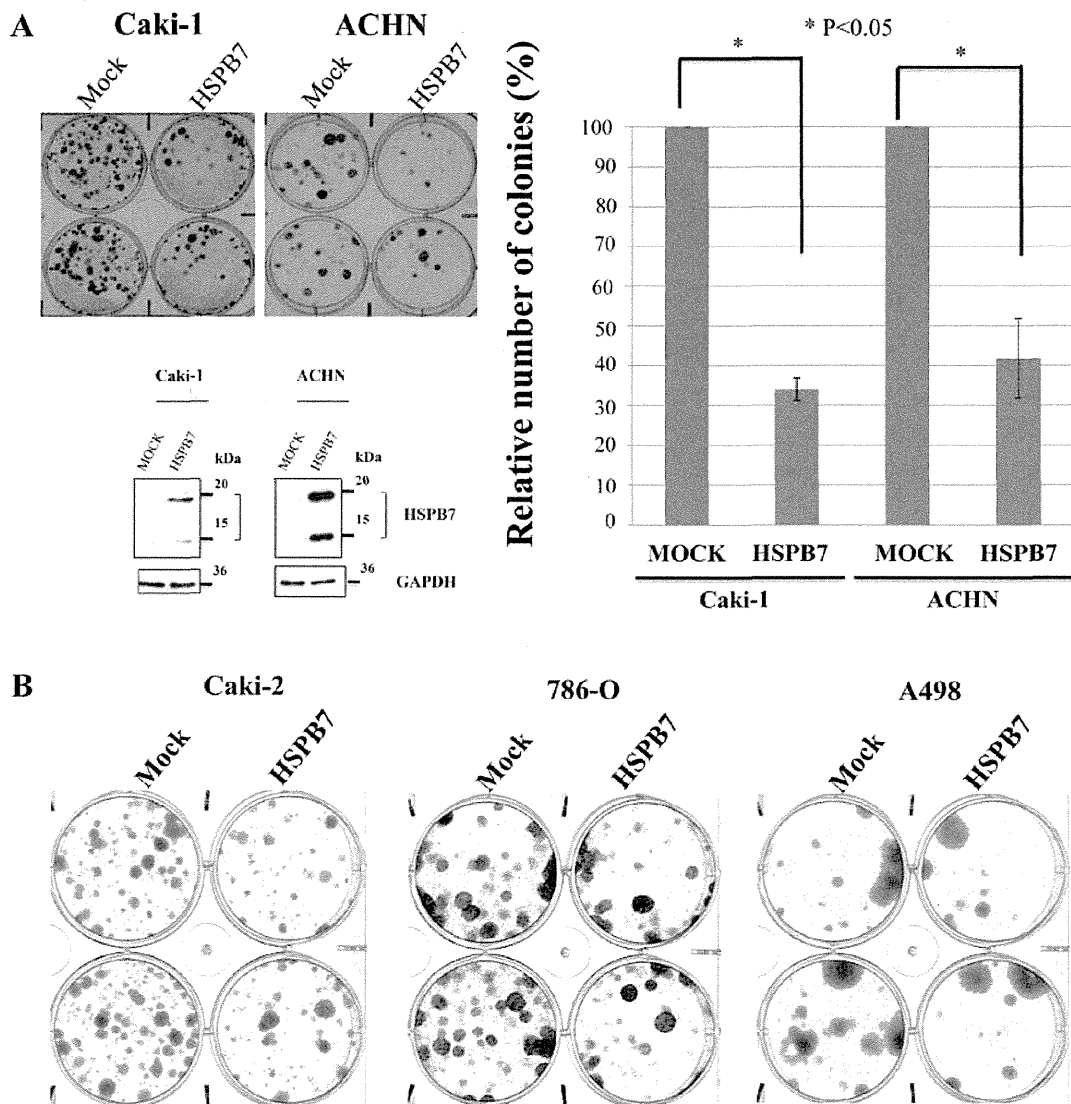 A
Caki-1
ACHN
Mock
HSPB7
Mock
HSPB7
Caki-1
ACHN
MOCK
HSPB7
kDa
20
15
36
MOCK
HSPB7
kDa
20
15
36
HSPB7
GAPDH
* P<0.05
*
*
Relative number of colonies (%)
100
90
80
70
60
50
40
30
20
10
0
MOCK
HSPB7
MOCK
HSPB7
Caki-1
ACHN
B
Caki-2
786-O
A498
Mock
HSPB7
Mock
HSPB7
Mock
HSPB7